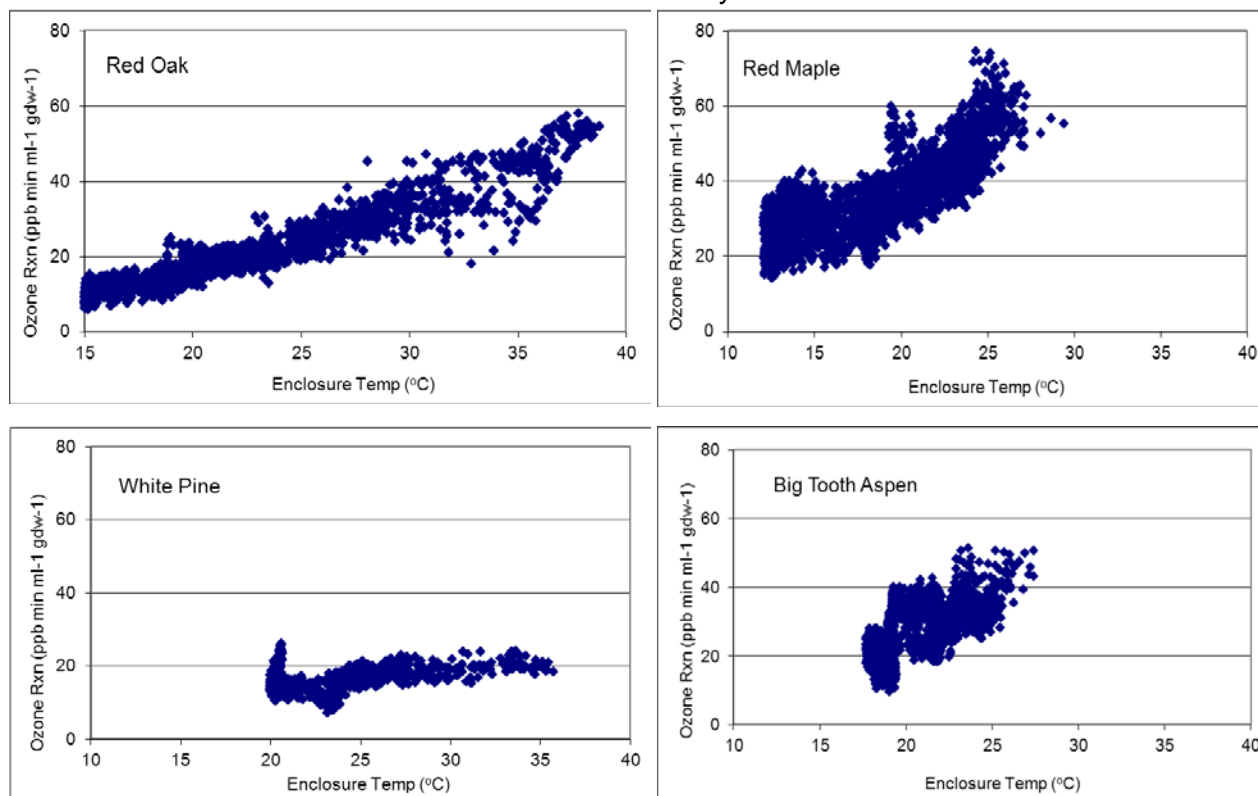 Red Oak
Ozone Rxn (ppb min ml-1 gdw-1)
80
60
40
20
0
15 20 25 30 35 40
Enclosure Temp (°C)
Red Maple
Ozone Rxn (ppb min ml-1 gdw-1)
80
60
40
20
0
10 15 20 25 30 35 40
Enclosure Temp (°C)
White Pine
Ozone Rxn (ppb min ml-1 gdw-1)
80
60
40
20
0
10 15 20 25 30 35 40
Enclosure Temp (°C)
Big Tooth Aspen
Ozone Rxn (ppb min ml-1 gdw-1)
80
60
40
20
0
10 15 20 25 30 35 40
Enclosure Temp (°C)